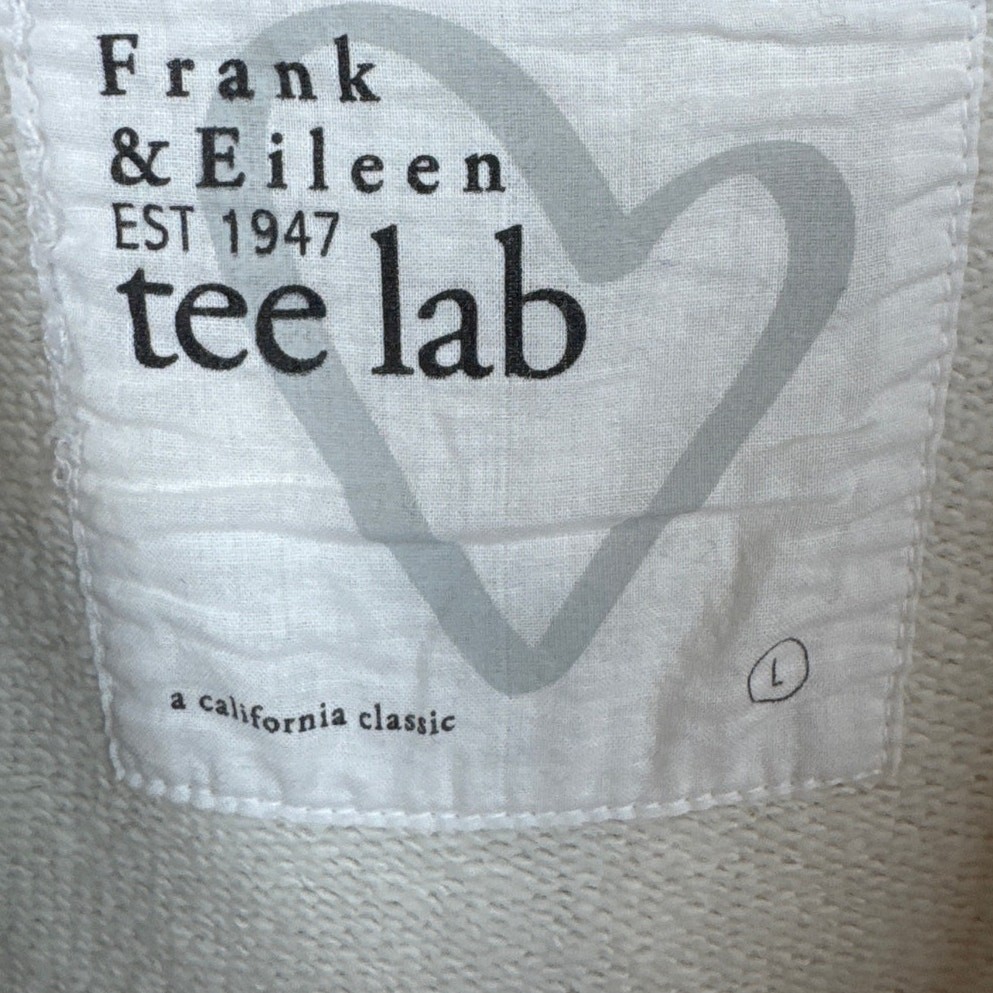 Frank
& Eileen
EST 1947
tee lab
a california classic
L